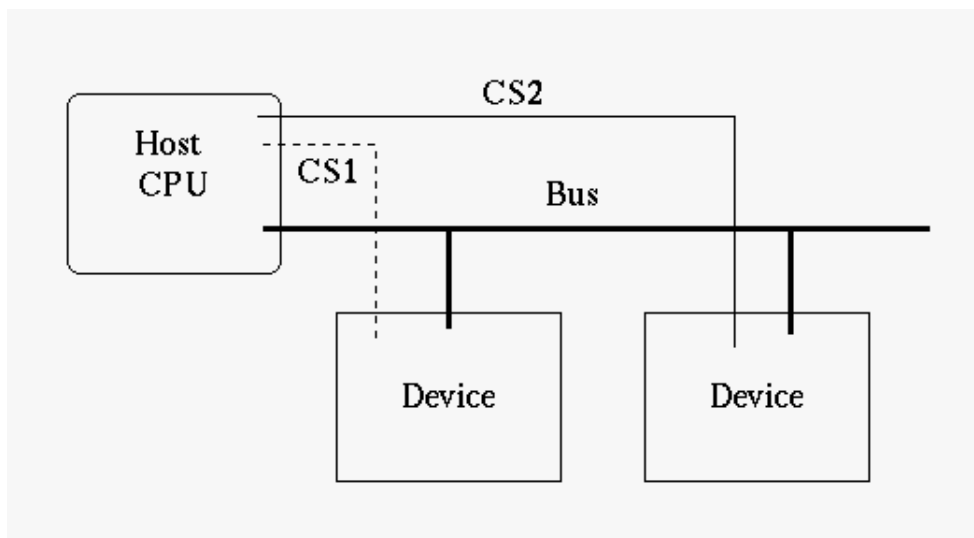 CS2
Host
CPU
CS1
Bus
Device
Device